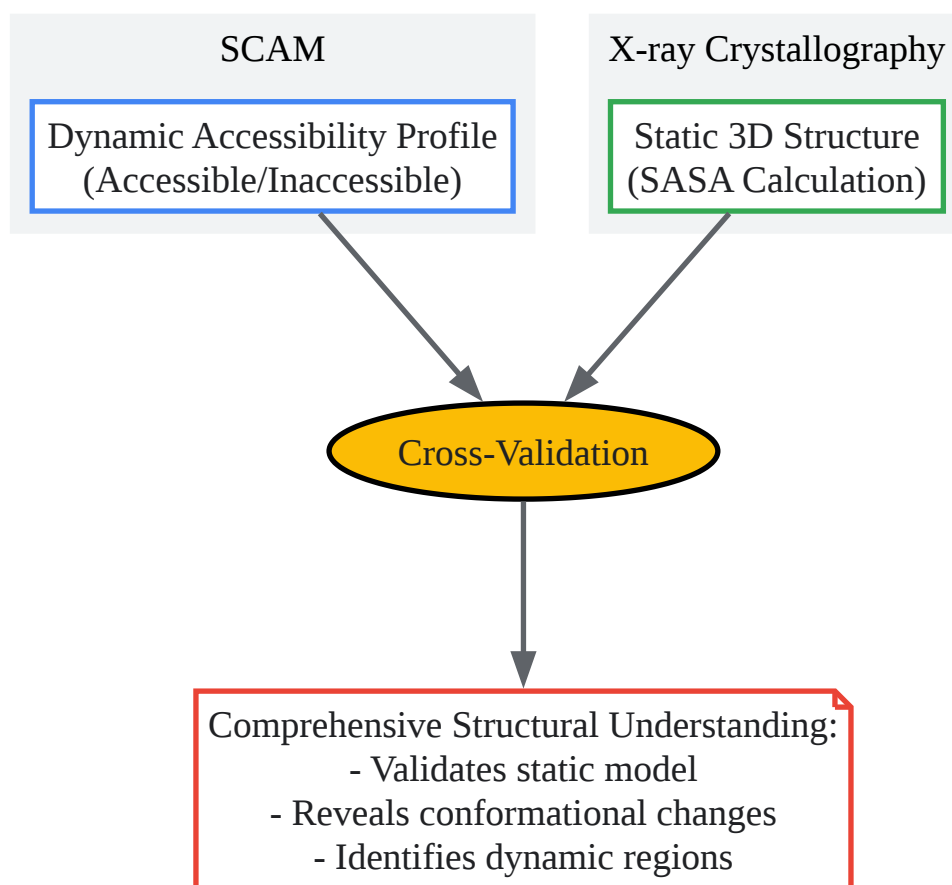 SCAM
X-ray Crystallography
Dynamic Accessibility Profile
(Accessible/Inaccessible)
Static 3D Structure
(SASA Calculation)
Cross-Validation
Comprehensive Structural Understanding:
- Validates static model
- Reveals conformational changes
- Identifies dynamic regions